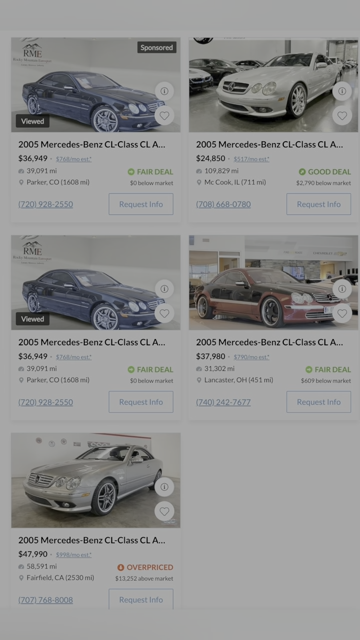 RME
Sponsored
Viewed
2005 Mercedes-Benz CL-Class CL A...
$36,949 · $768/mo est.*
39,091 mi
FAIR DEAL
Parker, CO (1608 mi)
$0 below market
(720) 928-2550
Request Info
2005 Mercedes-Benz CL-Class CL A...
$24,850 · $517/mo est.*
109,829 mi
GOOD DEAL
Mc Cook, IL (711 mi)
$2,790 below market
(708) 668-0780
Request Info
RME
Viewed
2005 Mercedes-Benz CL-Class CL A...
$36,949 · $768/mo est.*
39,091 mi
FAIR DEAL
Parker, CO (1608 mi)
$0 below market
(720) 928-2550
Request Info
2005 Mercedes-Benz CL-Class CL A...
$37,980 · $790/mo est.*
31,302 mi
FAIR DEAL
Lancaster, OH (451 mi)
$609 below market
(740) 242-7677
Request Info
2005 Mercedes-Benz CL-Class CL A...
$47,990 · $998/mo est.*
58,591 mi
OVERPRICED
Fairfield, CA (2530 mi)
$13,252 above market
(707) 768-8008
Request Info